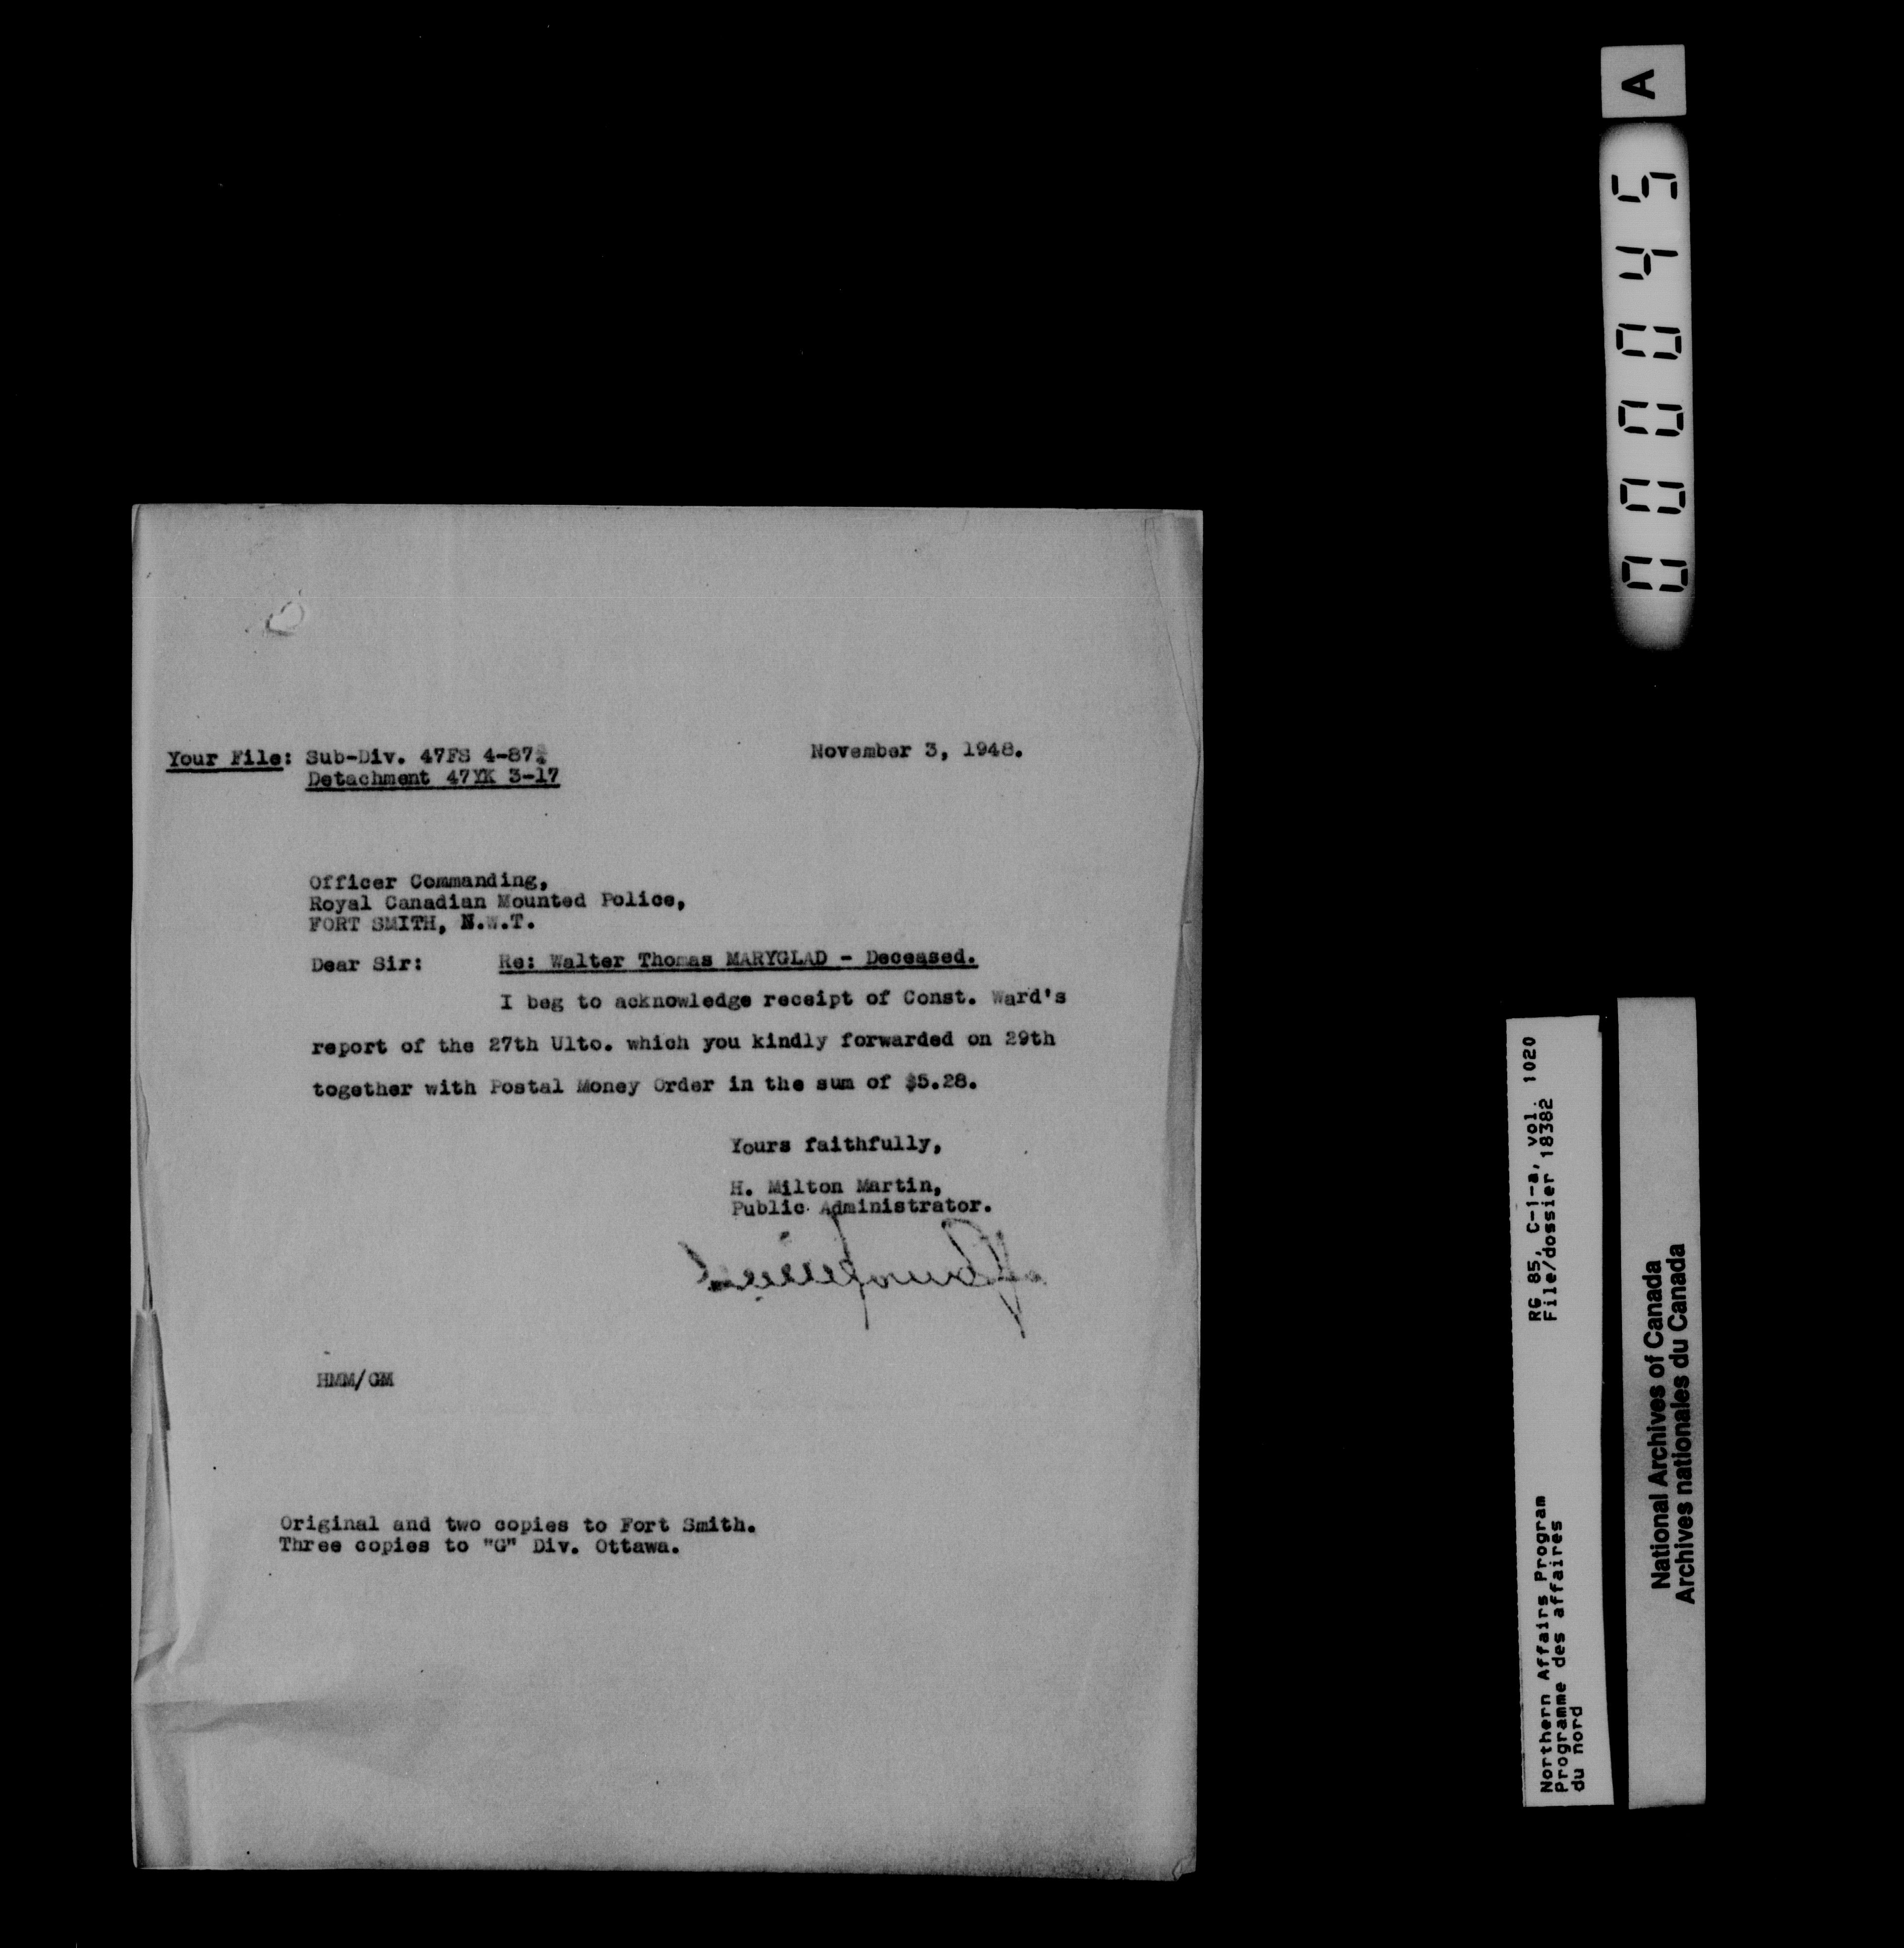 Your File: Sub-Div. 47FS 4-87
Detachment 47YK 3-17
November 3, 1948.
Officer Commanding,
Royal Canadian Mounted Police,
FORT SMITH, N.W.T.
Dear Sir: Re: Walter Thomas MARYGLAD - Deceased.
I beg to acknowledge receipt of Const. Ward's
report of the 27th Ulto. which you kindly forwarded on 29th
together with Postal Money Order in the sum of $5.28.
Yours faithfully,
H. Milton Martin,
Public Administrator.
HMM/GM
Original and two copies to Fort Smith.
Three copies to "G" Div. Ottawa.
A
000045
RG 85, C-1-a, vol. 1020
File/dossier 18382
Northern Affairs Program
Programme des affaires
du nord
National Archives of Canada
Archives nationales du Canada